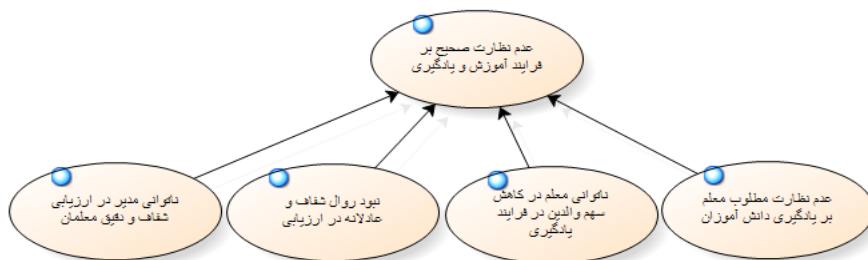 عدم نظارت صحیح بر
فرایند آموزش و یادگیری
عدم نظارت مطلوب معلم
بر یادگیری دانش آموزان
ناتوانی معلم در کاهش
سهم والدین در فرایند
یادگیری
نبود روال شفاف و
عادلانه در ارزیابی
ناتوانی مدیر در ارزیابی
شفاف و دقیق معلمان